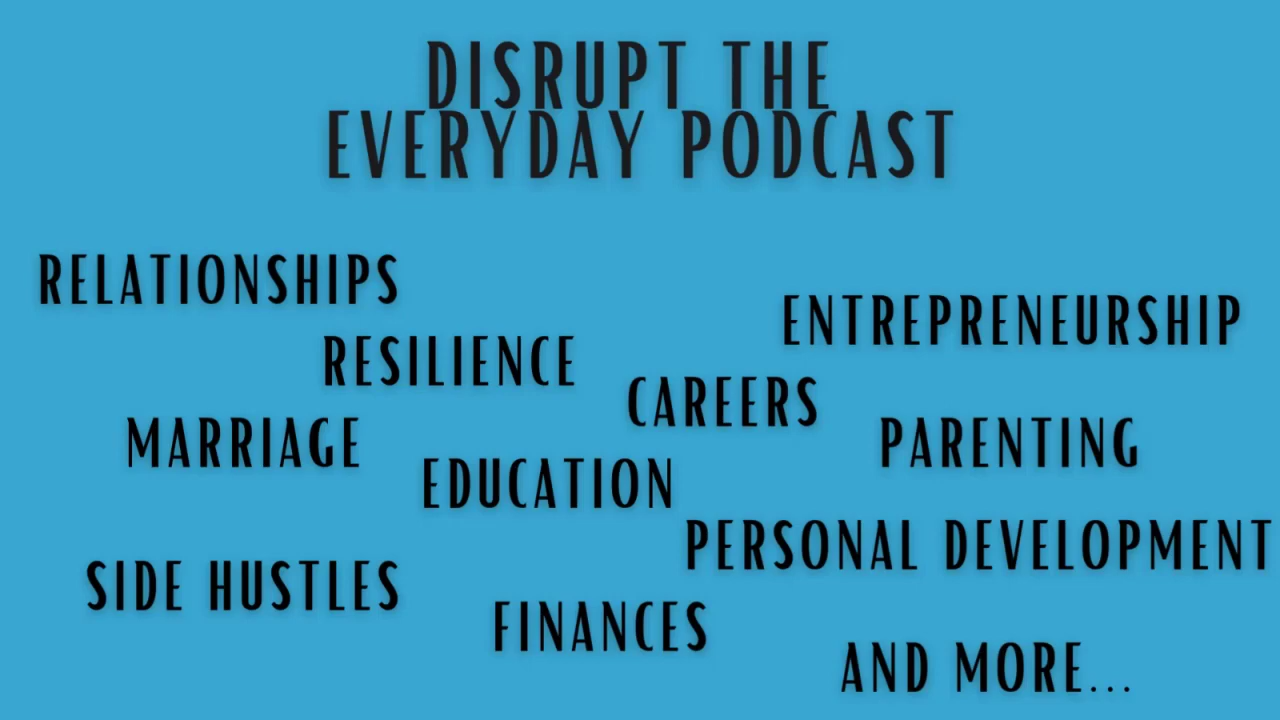 DISRUPT THE
EVERYDAY PODCAST
RELATIONSHIPS
ENTREPRENEURSHIP
RESILIENCE
CAREERS
MARRIAGE
PARENTING
EDUCATION
PERSONAL DEVELOPMENT
SIDE HUSTLES
FINANCES
AND MORE...